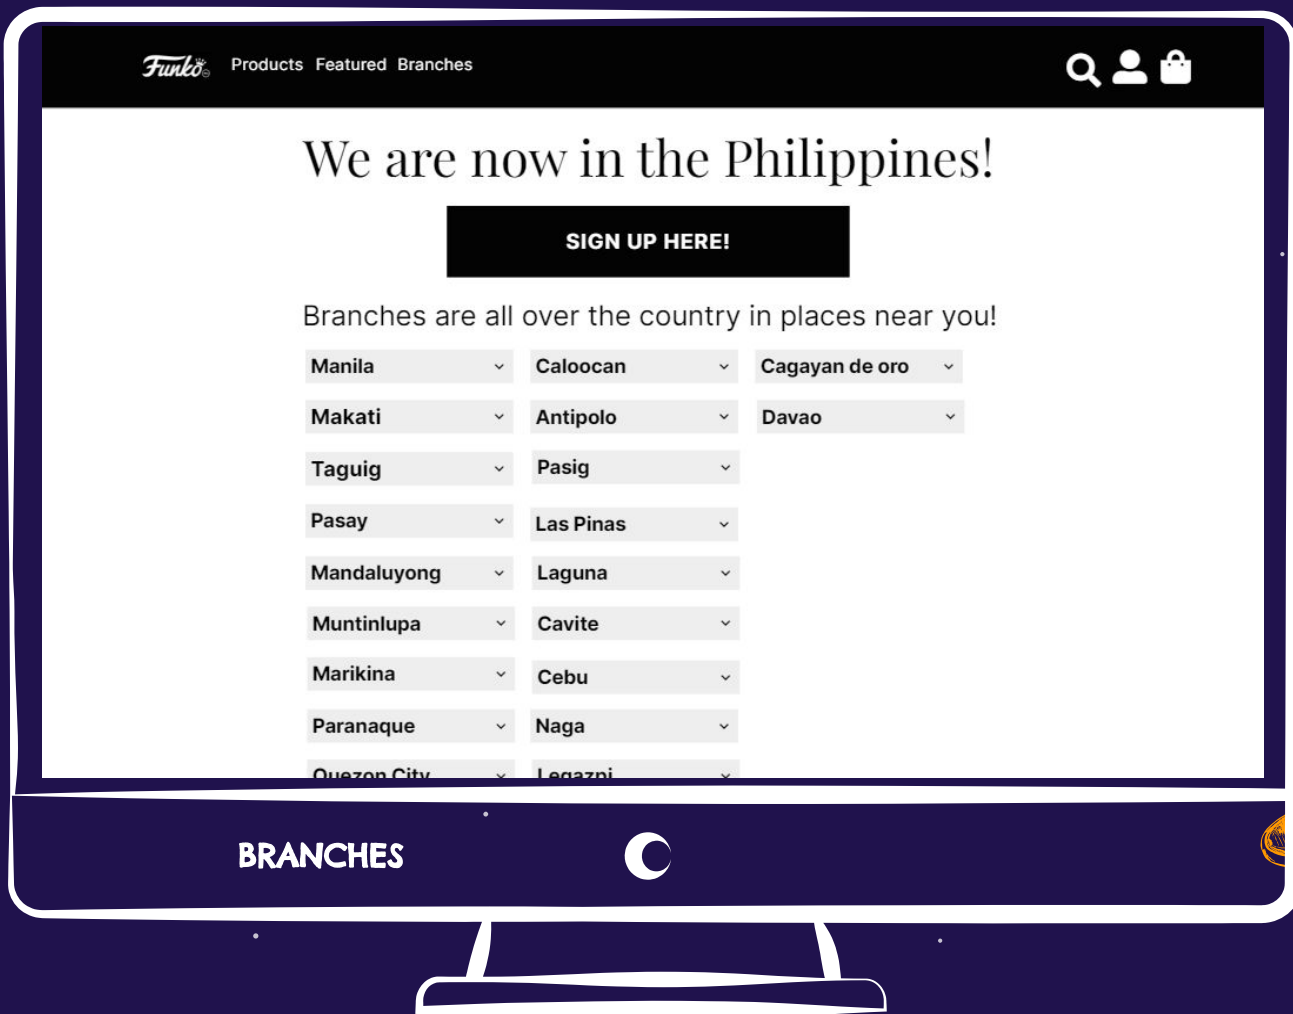 Funko Products Featured Branches
We are now in the Philippines!
SIGN UP HERE!
Branches are all over the country in places near you!
Manila Caloocan Cagayan de oro
Makati Antipolo Davao
Taguig Pasig
Pasay Las Pinas
Mandaluyong Laguna
Muntinlupa Cavite
Marikina Cebu
Paranaque Naga
Quezon City Legazpi
BRANCHES